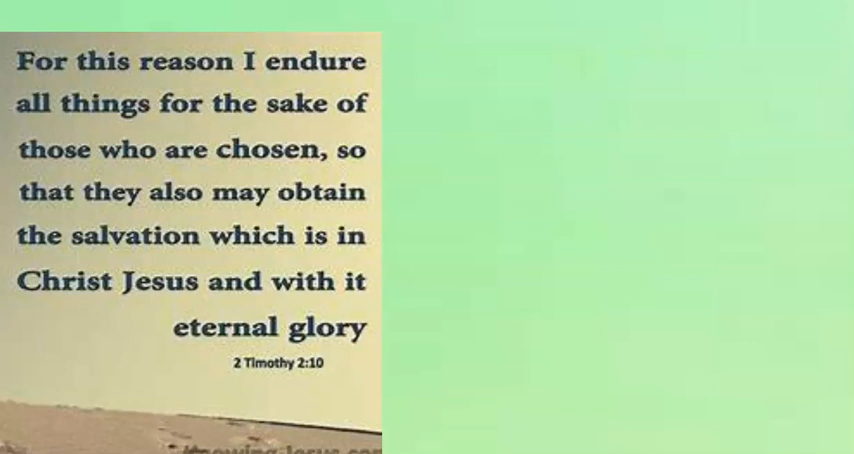 For this reason I endure
all things for the sake of
those who are chosen, so
that they also may obtain
the salvation which is in
Christ Jesus and with it
eternal glory
2 Timothy 2:10